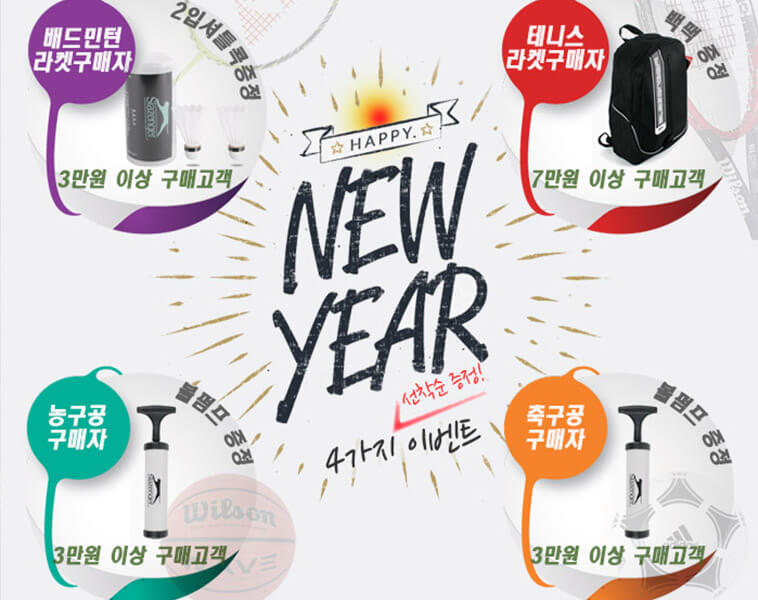 배드민턴
라켓구매자
2입셔틀콕증정
Slazenger
3만원 이상 구매고객
테니스
라켓구매자
백팩 증정
Wilson
7만원 이상 구매고객
HAPPY.
NEW
YEAR
선착순 증정!
4가지 이벤트
농구공
구매자
볼펌프 증정
Slazenger
Wilson
3만원 이상 구매고객
축구공
구매자
볼펌프 증정
Slazenger
adidas
3만원 이상 구매고객